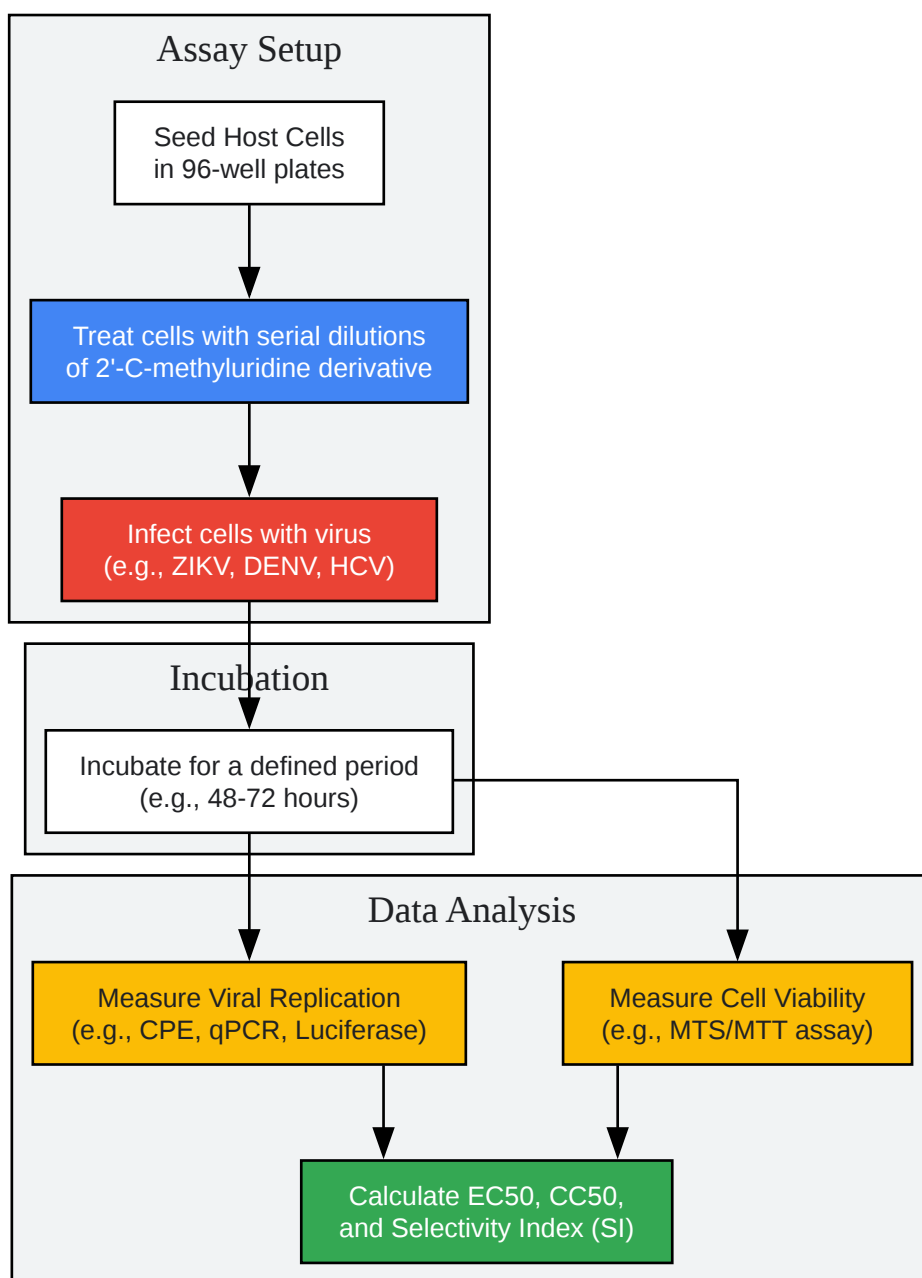 Assay Setup
Seed Host Cells
in 96-well plates
Treat cells with serial dilutions
of 2'-C-methyluridine derivative
Infect cells with virus
(e.g., ZIKV, DENV, HCV)
Incubation
Incubate for a defined period
(e.g., 48-72 hours)
Data Analysis
Measure Viral Replication
(e.g., CPE, qPCR, Luciferase)
Measure Cell Viability
(e.g., MTS/MTT assay)
Calculate EC50, CC50,
and Selectivity Index (SI)